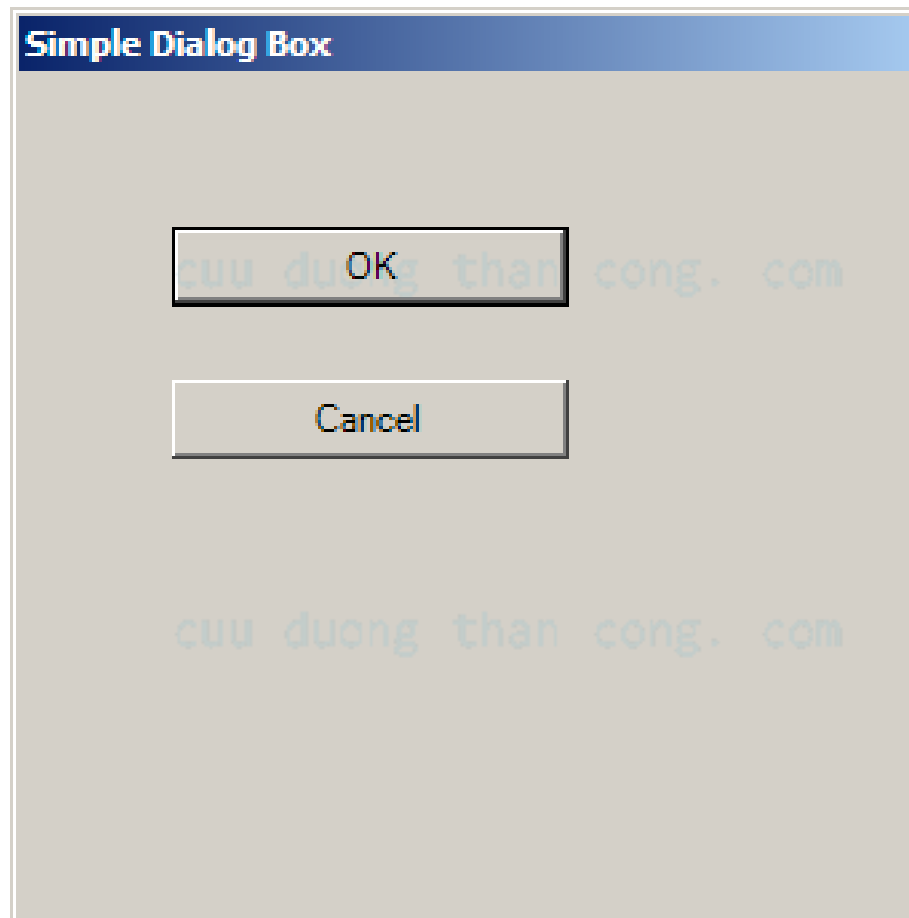 Simple Dialog Box
OK
cuu duong than cong. com
Cancel
cuu duong than cong. com